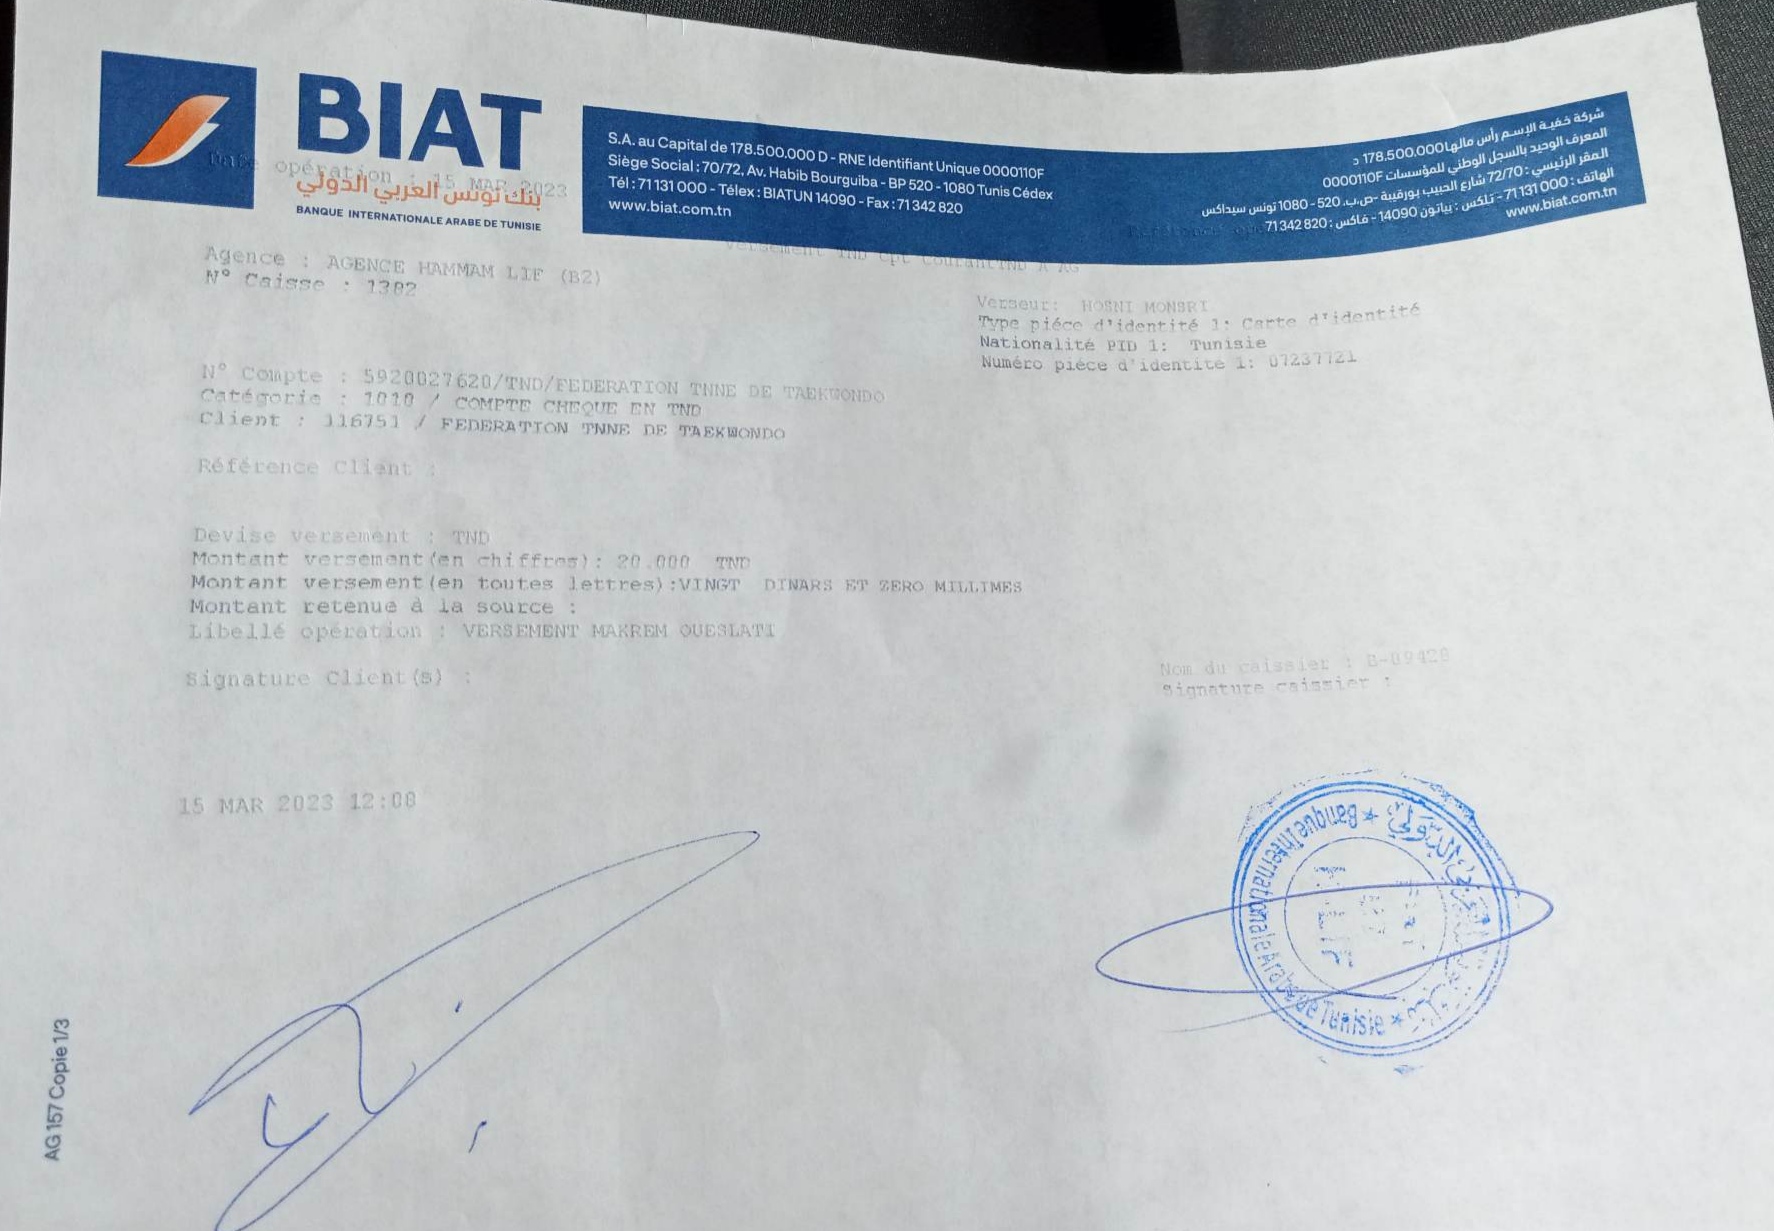 BIAT
بنك تونس العربي الدولي
BANQUE INTERNATIONALE ARABE DE TUNISIE
S.A. au Capital de 178.500.000 D - RNE Identifiant Unique 0000110F
Siège Social : 70/72, Av. Habib Bourguiba - BP 520 - 1080 Tunis Cédex
Tél : 71 131 000 - Télex : BIATUN 14090 - Fax : 71 342 820
www.biat.com.tn
شركة خفية الإسم رأس مالها 178.500.000 د
المعرف الوحيد بالسجل الوطني للمؤسسات 0000110F
المقر الرئيسي : 72/70 شارع الحبيب بورقيبة -ص.ب. 520 - 1080 تونس سيداكس
الهاتف : 71 131 000 - تلكس : بياتون 14090 - فاكس : 71 342 820
www.biat.com.tn
opération : 15 MAR 2023
Versement TND Cpt CourantTND A AG
Agence : AGENCE HAMMAM LIF (B2)
N° Caisse : 1302
Verseur: HOSNI MONSRI
Type piéce d'identité 1: Carte d'identité
Nationalité PID 1: Tunisie
Numéro piéce d'identité 1: 07237721
N° Compte : 5920027620/TND/FEDERATION TNNE DE TAEKWONDO
Catégorie : 1010 / COMPTE CHEQUE EN TND
Client : 116751 / FEDERATION TNNE DE TAEKWONDO
Référence Client :
Devise versement : TND
Montant versement(en chiffres): 20.000 TND
Montant versement(en toutes lettres):VINGT DINARS ET ZERO MILLIMES
Montant retenue à la source :
Libellé opération : VERSEMENT MAKREM OUESLATI
Signature Client(s) :
Nom du caissier : B-09420
Signature caissier :
15 MAR 2023 12:08
Banque Internationale Arabe de Tunisie
AG 157 Copie 1/3